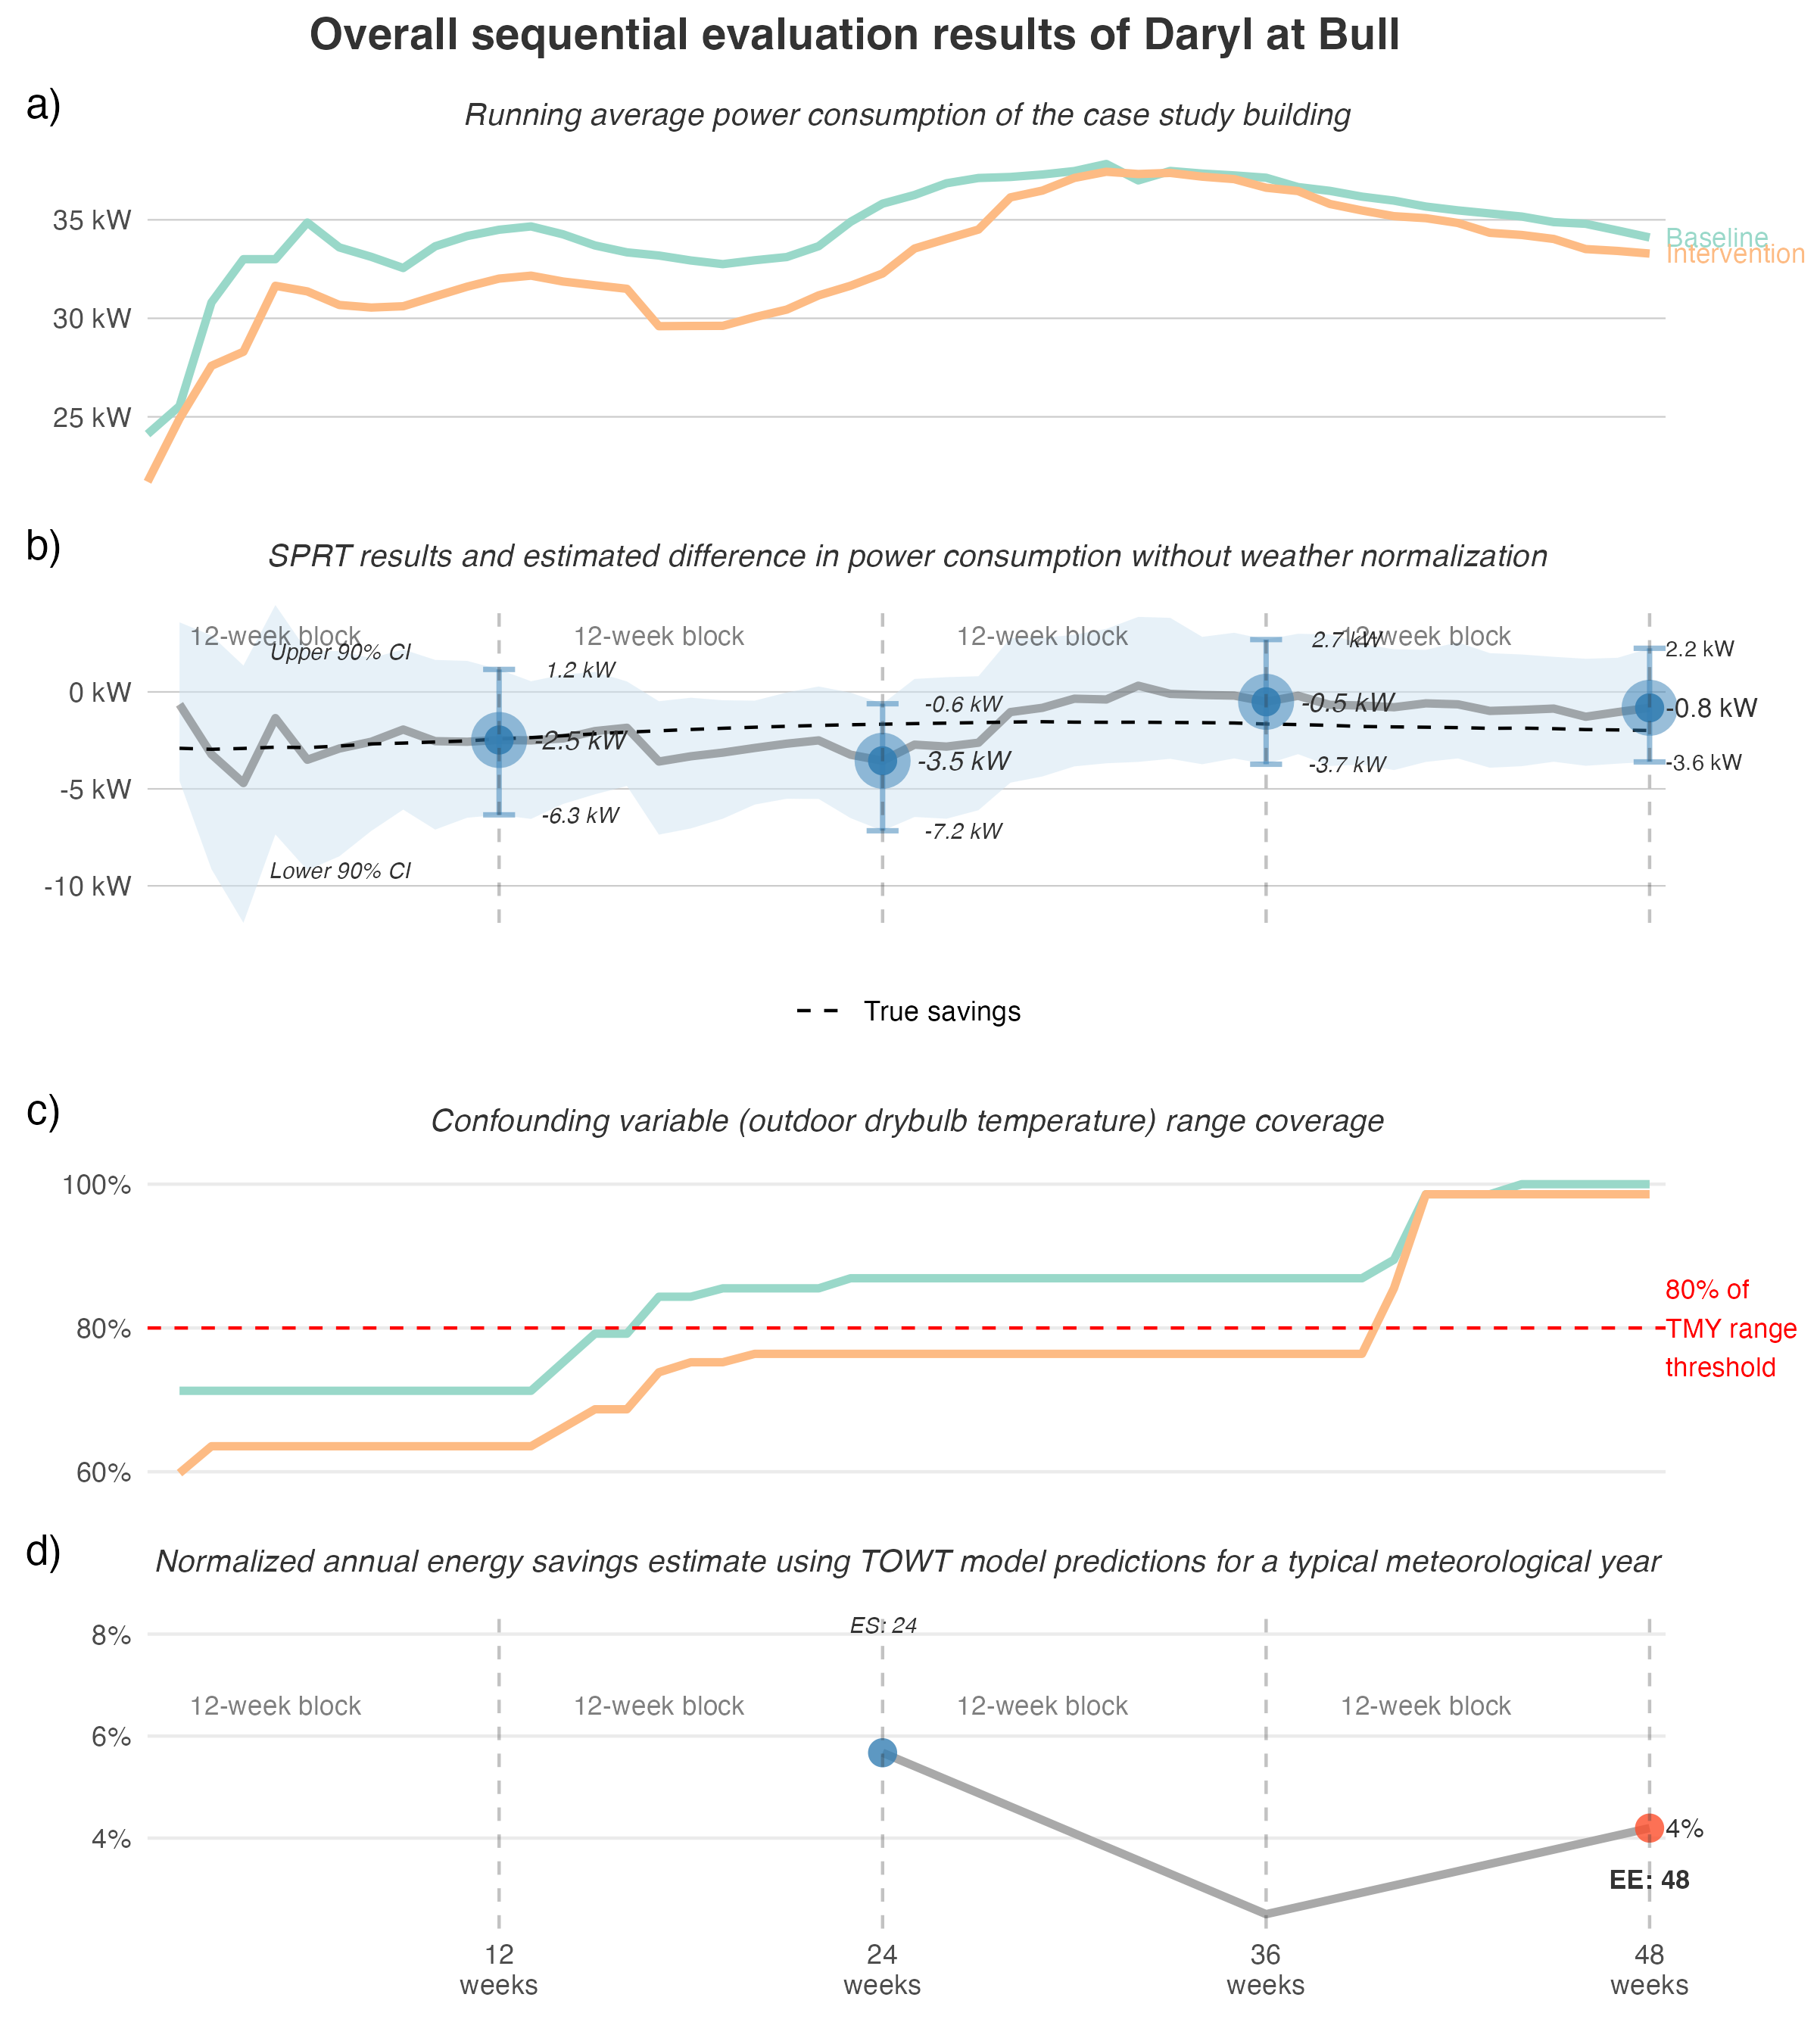 Overall sequential evaluation results of Daryl at Bull
a)
Running average power consumption of the case study building
35 kW
30 kW
25 kW
Baseline
Intervention
b)
SPRT results and estimated difference in power consumption without weather normalization
12-week block
12-week block
12-week block
12-week block
Upper 90% CI
Lower 90% CI
0 kW
-5 kW
-10 kW
1.2 kW
-2.5 kW
-6.3 kW
-0.6 kW
-3.5 kW
-7.2 kW
2.7 kW
-0.5 kW
-3.7 kW
2.2 kW
-0.8 kW
-3.6 kW
True savings
c)
Confounding variable (outdoor drybulb temperature) range coverage
100%
80%
60%
80% of
TMY range
threshold
d)
Normalized annual energy savings estimate using TOWT model predictions for a typical meteorological year
8%
6%
4%
ES: 24
12-week block
12-week block
12-week block
12-week block
4%
EE: 48
12
weeks
24
weeks
36
weeks
48
weeks